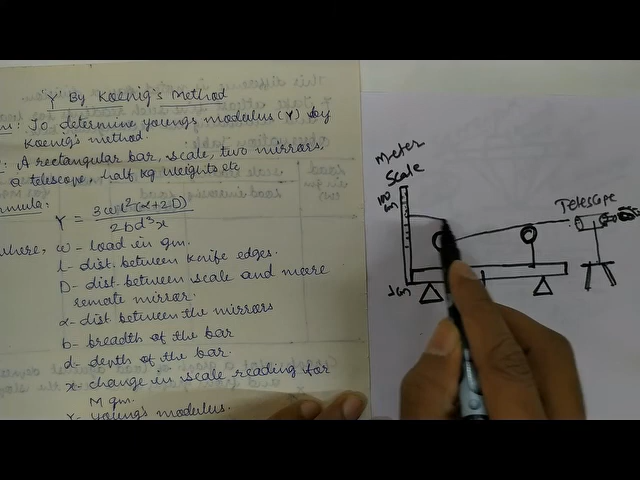 "Y" By Koenig's Method
m: To determine youngs modulus (Y) by
Koenig's method.
: A rectangular bar, scale, two mirrors,
a telescope, half kg weights etc
rmula:
Y = 3wl²(α+2D) / 2bd³x
where, w - load in gm.
l - dist. between knife edges.
D - dist. between scale and more
remote mirror.
α - dist between the mirrors
b - breadth of the bar
d - depth of the bar.
x - change in scale reading for
M gm.
Y - Young's modulus.
Meter
Scale
100
cm
Telescope